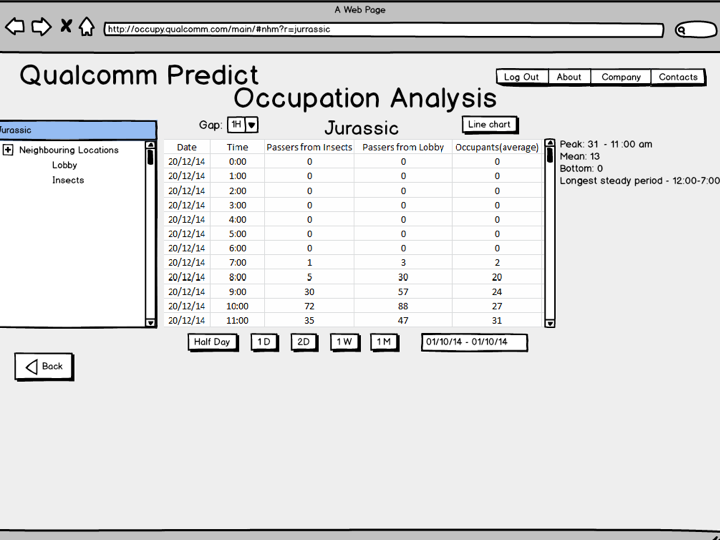 A Web Page
http://occupy.qualcomm.com/main/#nhm?r=jurrassic
Qualcomm Predict
Log Out About Company Contacts
Occupation Analysis
Jurassic
Gap: 1H
Jurassic
Line chart
Neighbouring Locations
Lobby
Insects
Date Time Passers from Insects Passers from Lobby Occupants(average)
20/12/14 0:00 0 0 0
20/12/14 1:00 0 0 0
20/12/14 2:00 0 0 0
20/12/14 3:00 0 0 0
20/12/14 4:00 0 0 0
20/12/14 5:00 0 0 0
20/12/14 6:00 0 0 0
20/12/14 7:00 1 3 2
20/12/14 8:00 5 30 20
20/12/14 9:00 30 57 24
20/12/14 10:00 72 88 27
20/12/14 11:00 35 47 31
Peak: 31 - 11:00 am
Mean: 13
Bottom: 0
Longest steady period - 12:00-7:00
Half Day 1 D 2D 1 W 1 M 01/10/14 - 01/10/14
Back